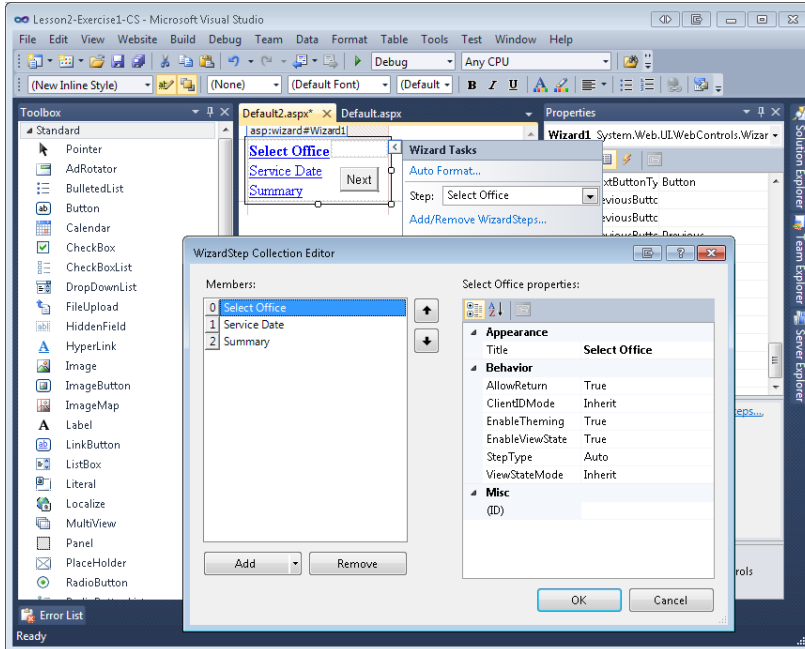 Lesson2-Exercise1-CS - Microsoft Visual Studio
File Edit View Website Build Debug Team Data Format Table Tools Test Window Help
Debug Any CPU
(New Inline Style) (None) (Default Font) (Default B I U A
Toolbox
Standard
Pointer
AdRotator
BulletedList
Button
Calendar
CheckBox
CheckBoxList
DropDownList
FileUpload
HiddenField
HyperLink
Image
ImageButton
ImageMap
A Label
LinkButton
ListBox
Literal
Localize
MultiView
Panel
PlaceHolder
RadioButton
Default2.aspx* Default.aspx
asp:wizard#Wizard1
Select Office
Service Date
Summary
Next
Wizard Tasks
Auto Format...
Step: Select Office
Add/Remove WizardSteps...
Properties
Wizard1 System.Web.UI.WebControls.Wizar
xtButtonTy Button
eviousButtc
eviousButtc
eviousButtc Previous
eps...,
rols
Solution Explorer
Team Explorer
Server Explorer
WizardStep Collection Editor
Members:
0 Select Office
1 Service Date
2 Summary
Add Remove
Select Office properties:
Appearance
Title Select Office
Behavior
AllowReturn True
ClientIDMode Inherit
EnableTheming True
EnableViewState True
StepType Auto
ViewStateMode Inherit
Misc
(ID)
OK Cancel
Error List
Ready